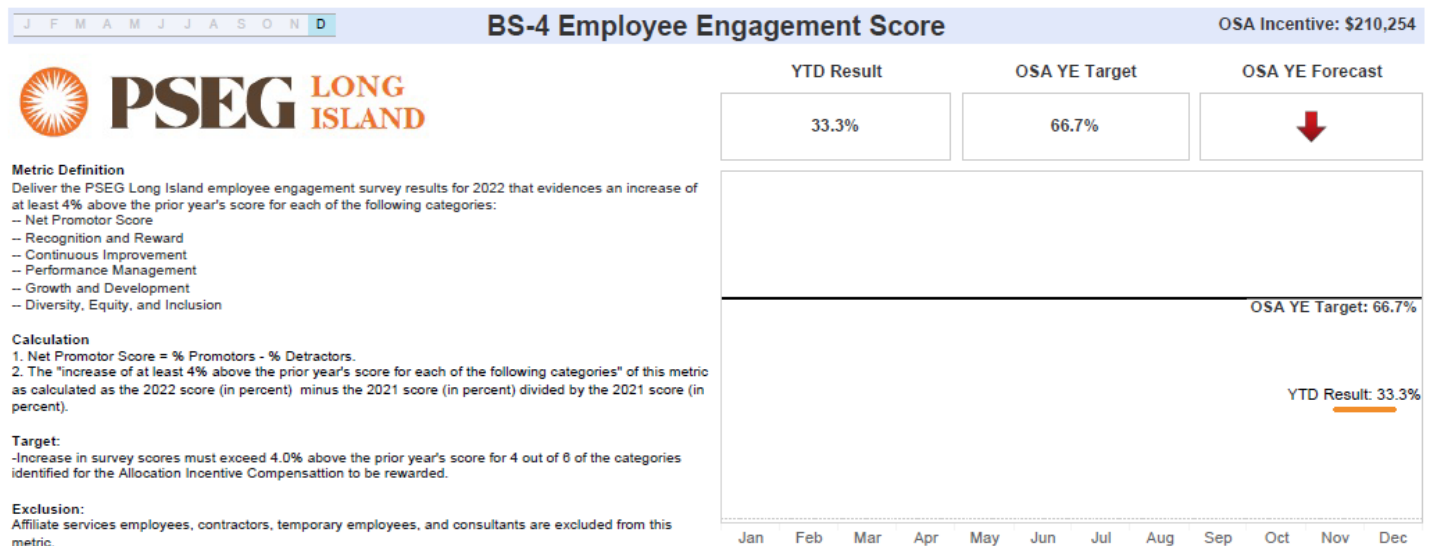 J F M A M J J A S O N D
BS-4 Employee Engagement Score
OSA Incentive: $210,254
PSEG LONG
ISLAND
YTD Result
OSA YE Target
OSA YE Forecast
33.3%
66.7%
Metric Definition
Deliver the PSEG Long Island employee engagement survey results for 2022 that evidences an increase of
at least 4% above the prior year's score for each of the following categories:
-- Net Promotor Score
-- Recognition and Reward
-- Continuous Improvement
-- Performance Management
-- Growth and Development
-- Diversity, Equity, and Inclusion
Calculation
1. Net Promotor Score = % Promotors - % Detractors.
2. The "increase of at least 4% above the prior year's score for each of the following categories" of this metric
as calculated as the 2022 score (in percent) minus the 2021 score (in percent) divided by the 2021 score (in
percent).
Target:
-Increase in survey scores must exceed 4.0% above the prior year's score for 4 out of 6 of the categories
identified for the Allocation Incentive Compensattion to be rewarded.
Exclusion:
Affiliate services employees, contractors, temporary employees, and consultants are excluded from this
metric.
OSA YE Target: 66.7%
YTD Result: 33.3%
Jan Feb Mar Apr May Jun Jul Aug Sep Oct Nov Dec